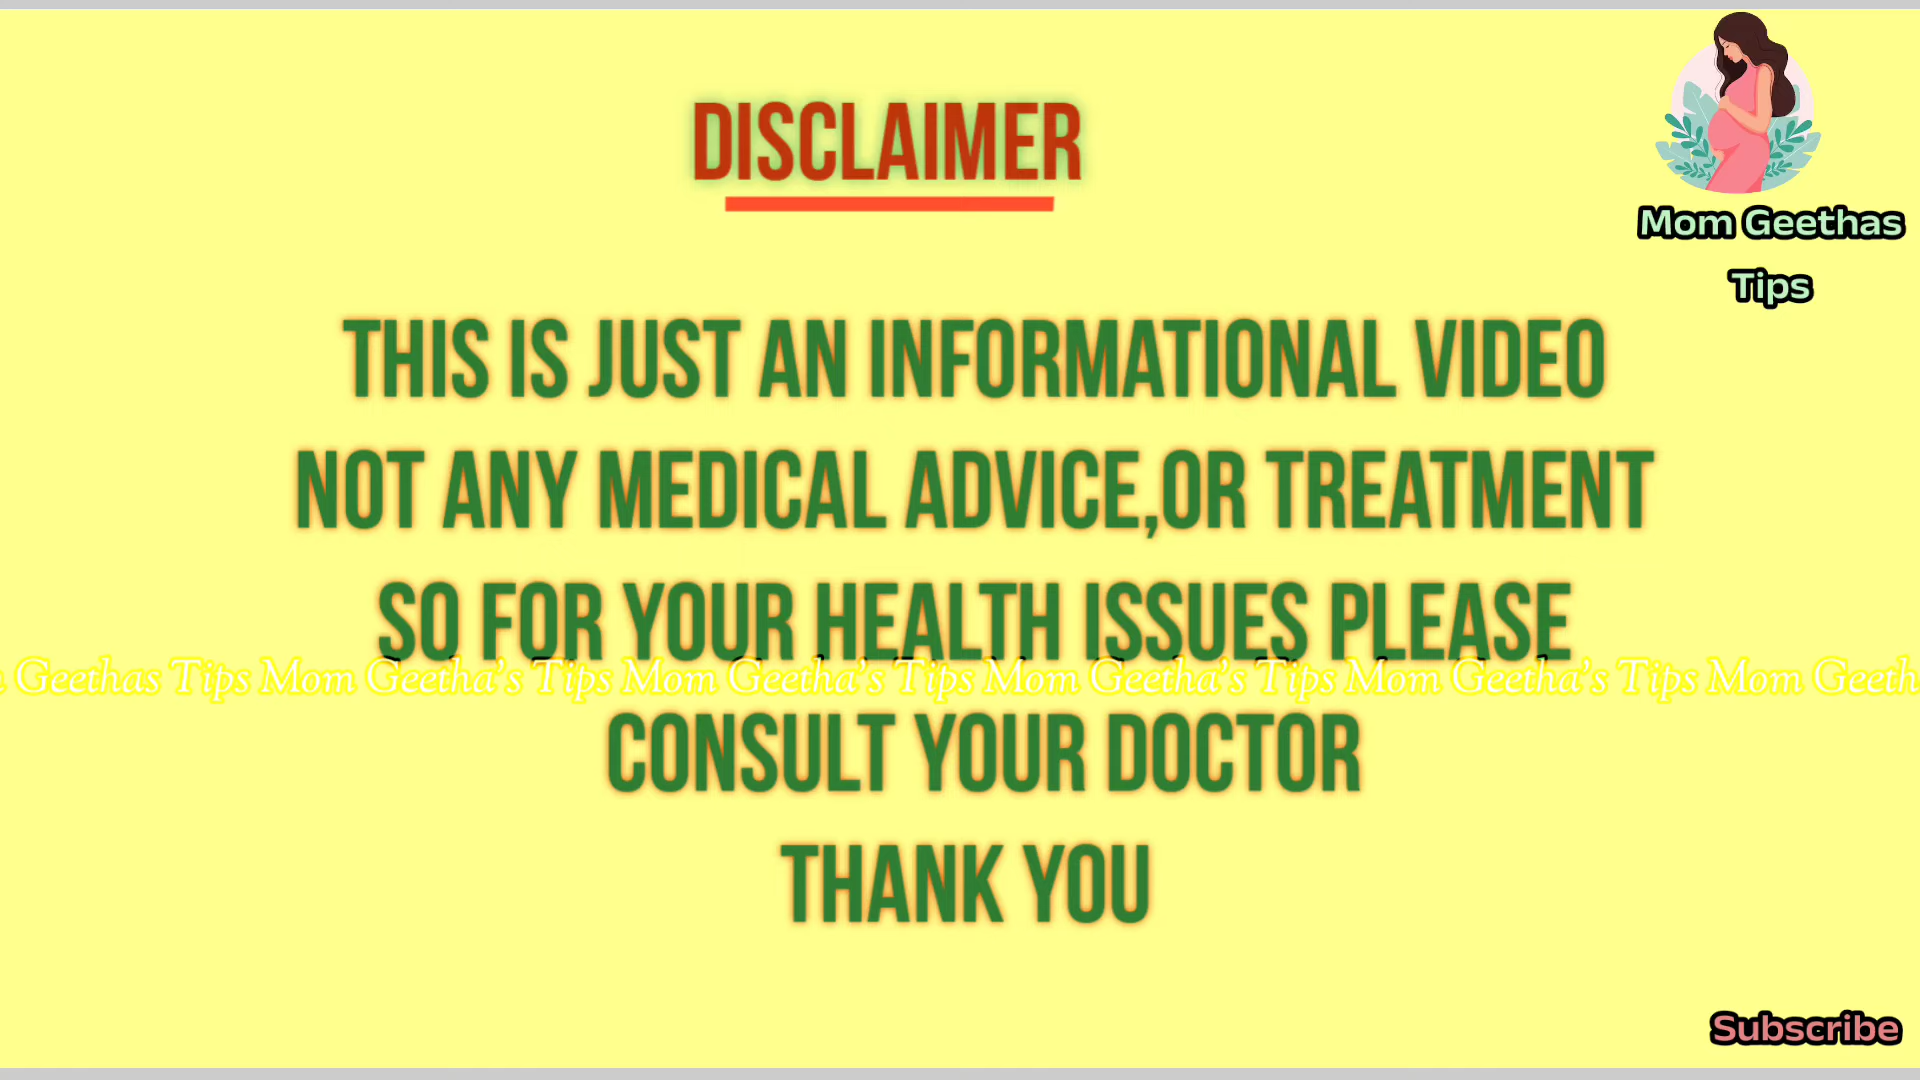 DISCLAIMER
Mom Geethas
Tips
THIS IS JUST AN INFORMATIONAL VIDEO
NOT ANY MEDICAL ADVICE,OR TREATMENT
SO FOR YOUR HEALTH ISSUES PLEASE
Geethas Tips Mom Geetha's Tips Mom Geetha's Tips Mom Geetha's Tips Mom Geetha's Tips Mom Geeth
CONSULT YOUR DOCTOR
THANK YOU
Subscribe